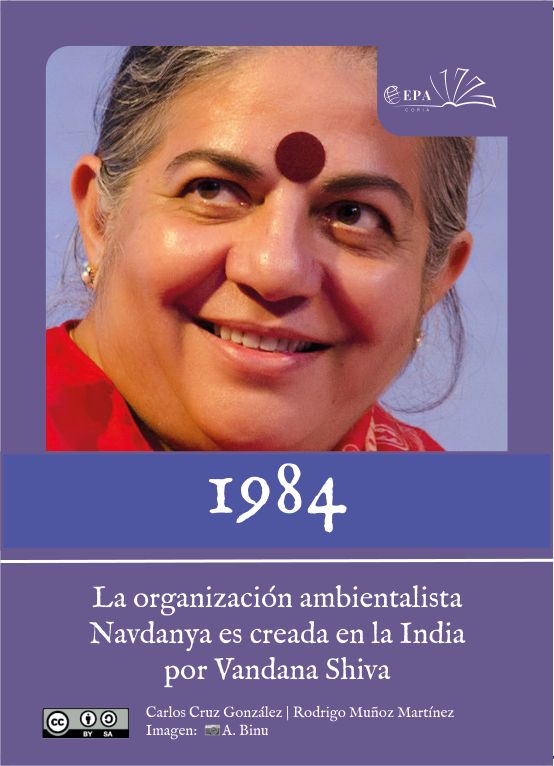 EPA
CORIA
1984
La organización ambientalista
Navdanya es creada en la India
por Vandana Shiva
cc BY SA
Carlos Cruz González | Rodrigo Muñoz Martínez
Imagen: A. Binu